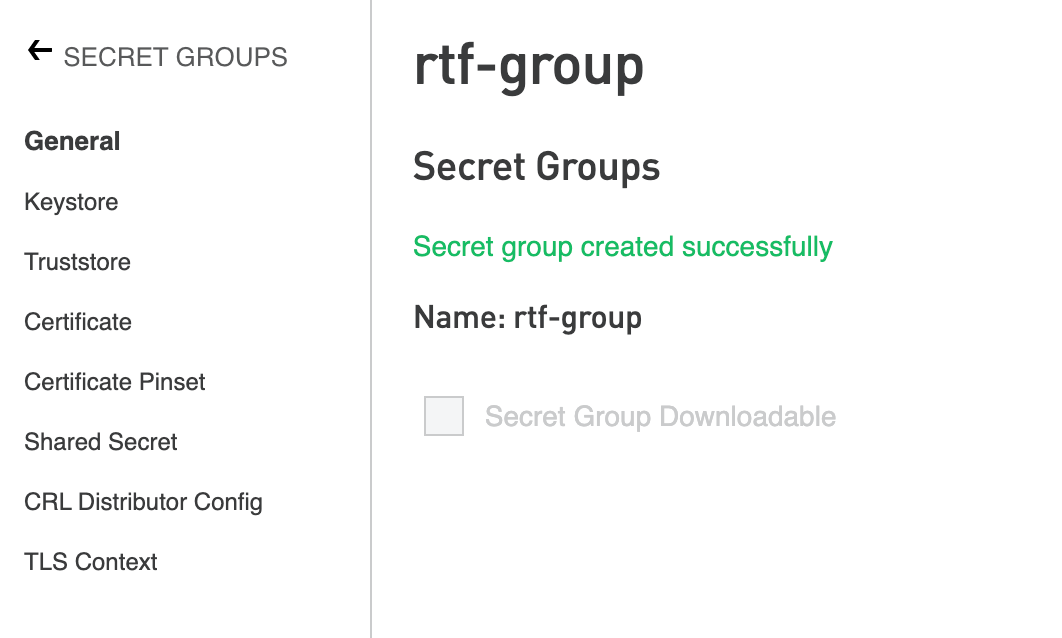 SECRET GROUPS
General
Keystore
Truststore
Certificate
Certificate Pinset
Shared Secret
CRL Distributor Config
TLS Context
rtf-group
Secret Groups
Secret group created successfully
Name: rtf-group
Secret Group Downloadable